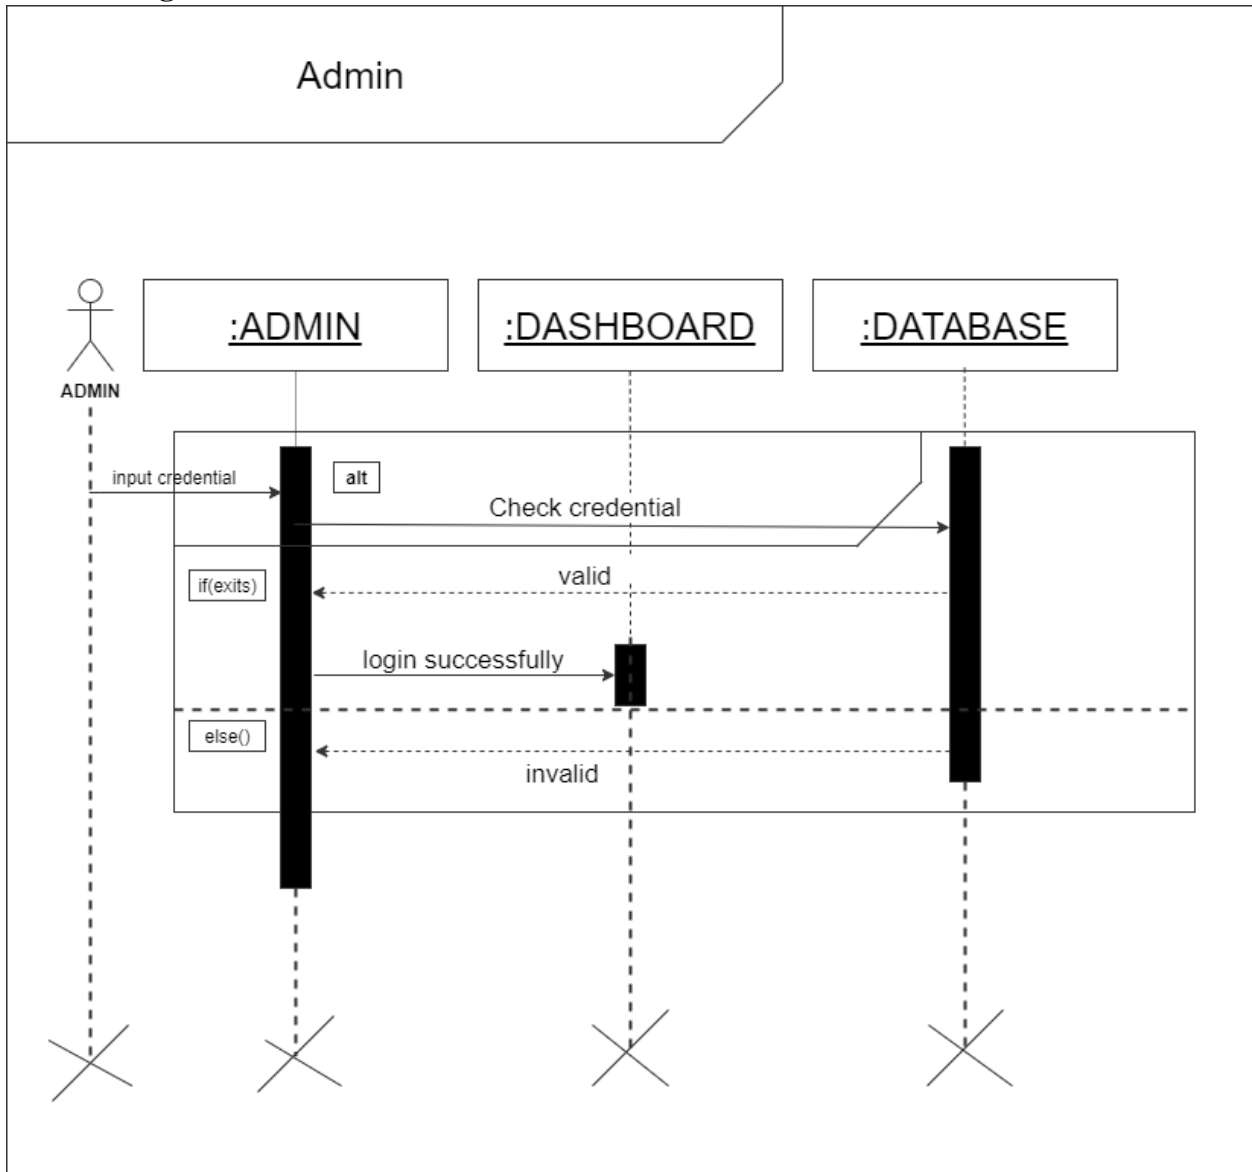 Admin
:ADMIN
:DASHBOARD
:DATABASE
ADMIN
input credential
alt
Check credential
if(exits)
valid
login successfully
else()
invalid